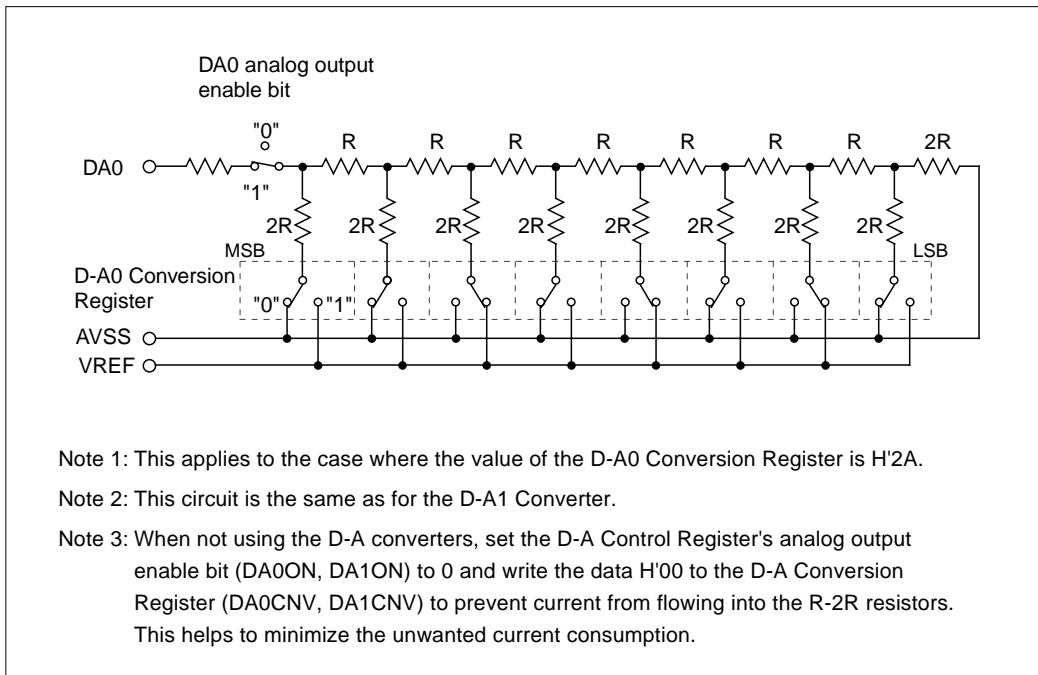 DA0 analog output
enable bit
"0"
R R R R R R R 2R
DA0
"1"
2R 2R 2R 2R 2R 2R 2R 2R
MSB LSB
D-A0 Conversion
Register
"0" "1"
AVSS
VREF
Note 1: This applies to the case where the value of the D-A0 Conversion Register is H'2A.
Note 2: This circuit is the same as for the D-A1 Converter.
Note 3: When not using the D-A converters, set the D-A Control Register's analog output
enable bit (DA0ON, DA1ON) to 0 and write the data H'00 to the D-A Conversion
Register (DA0CNV, DA1CNV) to prevent current from flowing into the R-2R resistors.
This helps to minimize the unwanted current consumption.